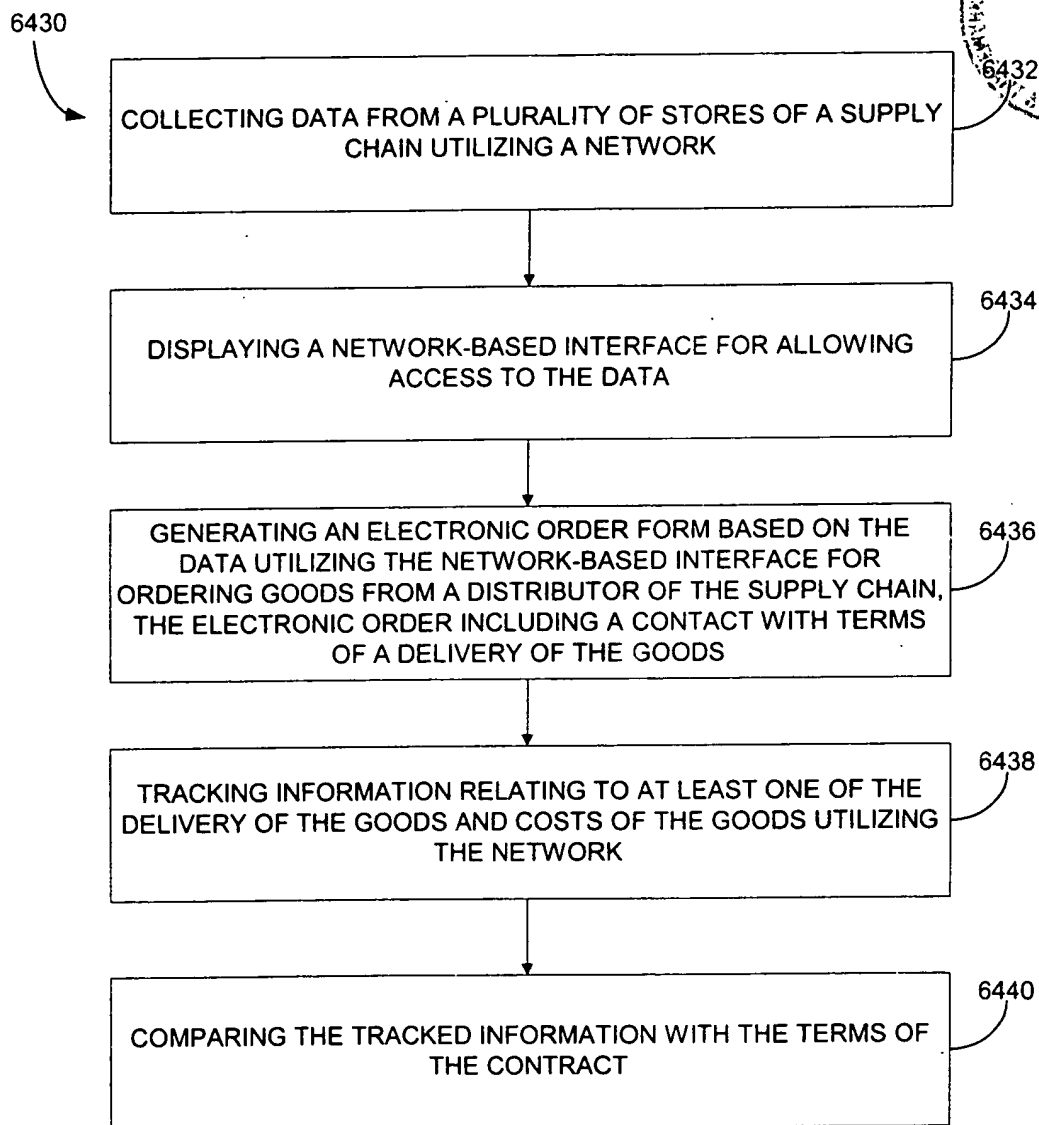 6430
6432
COLLECTING DATA FROM A PLURALITY OF STORES OF A SUPPLY
CHAIN UTILIZING A NETWORK
6434
DISPLAYING A NETWORK-BASED INTERFACE FOR ALLOWING
ACCESS TO THE DATA
6436
GENERATING AN ELECTRONIC ORDER FORM BASED ON THE
DATA UTILIZING THE NETWORK-BASED INTERFACE FOR
ORDERING GOODS FROM A DISTRIBUTOR OF THE SUPPLY CHAIN,
THE ELECTRONIC ORDER INCLUDING A CONTACT WITH TERMS
OF A DELIVERY OF THE GOODS
6438
TRACKING INFORMATION RELATING TO AT LEAST ONE OF THE
DELIVERY OF THE GOODS AND COSTS OF THE GOODS UTILIZING
THE NETWORK
6440
COMPARING THE TRACKED INFORMATION WITH THE TERMS OF
THE CONTRACT